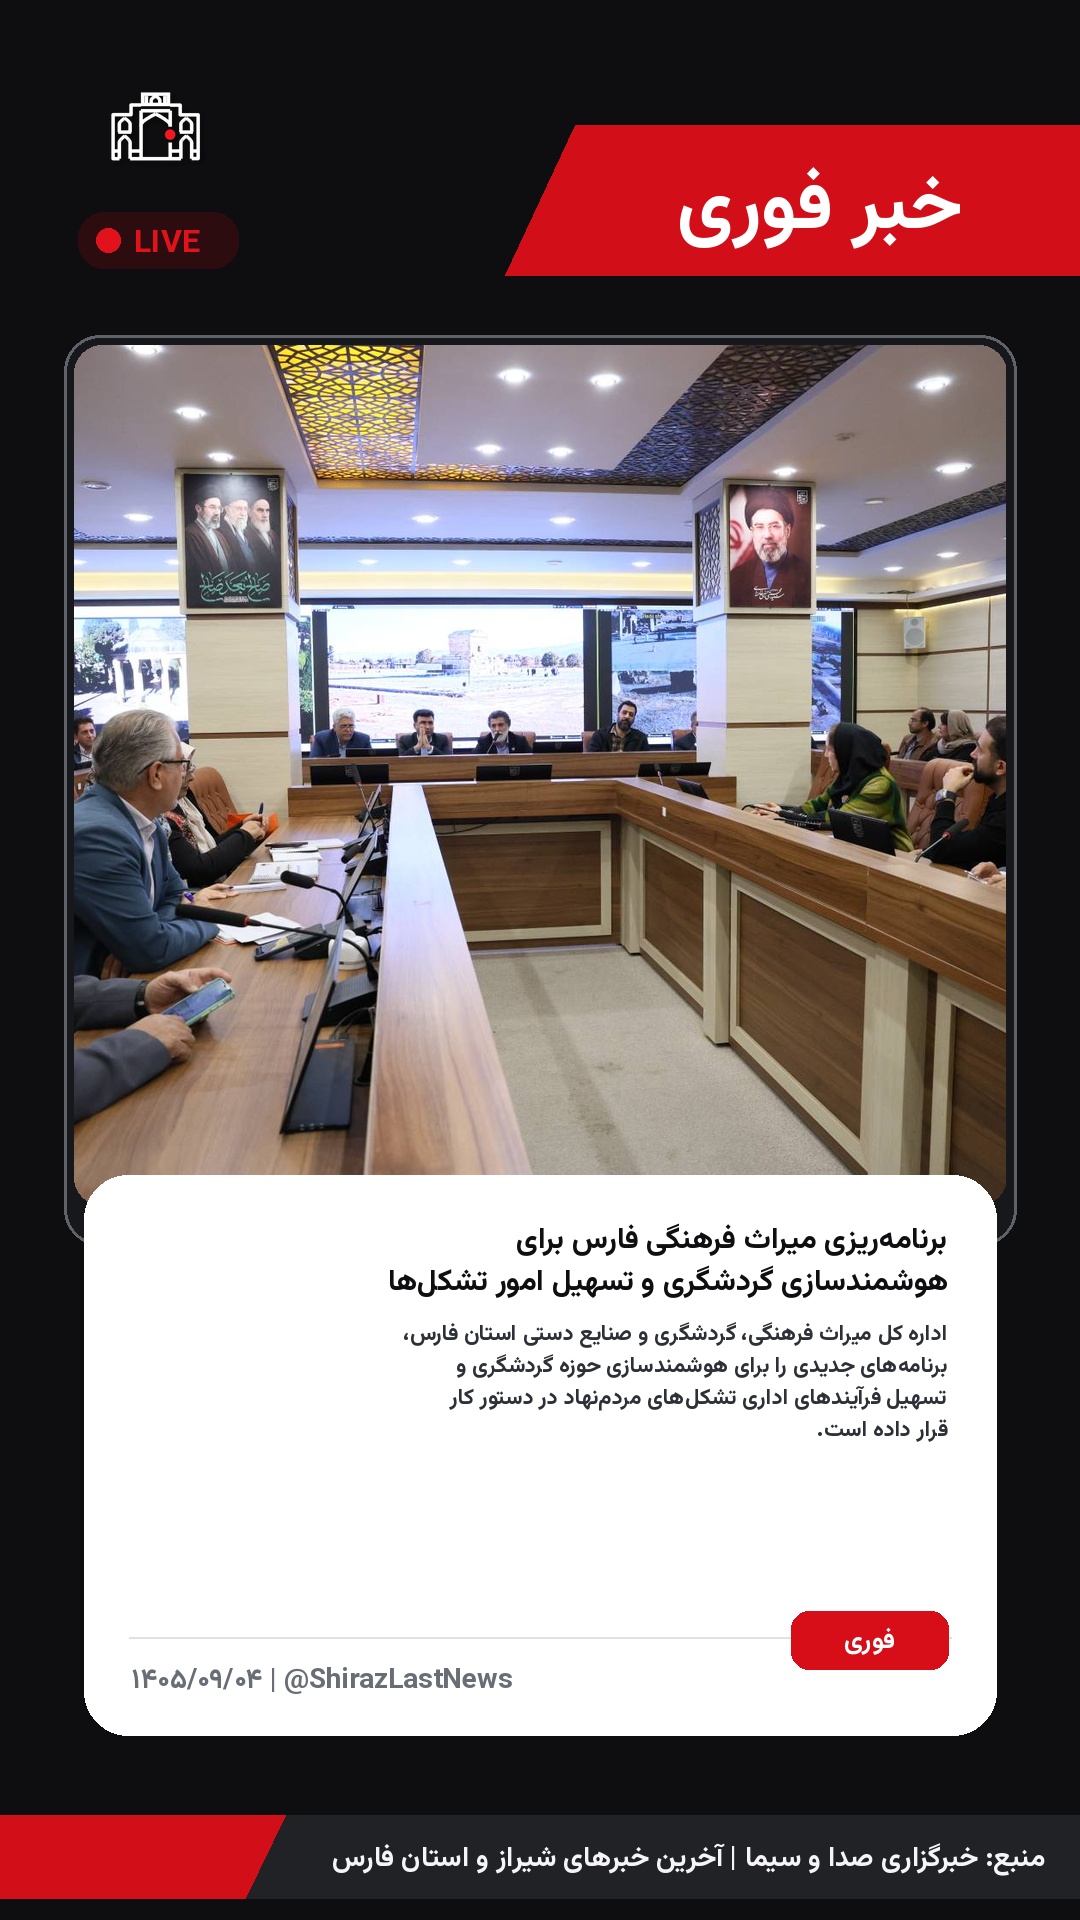 خبر فوری
LIVE
برنامه‌ریزی میراث فرهنگی فارس برای
هوشمندسازی گردشگری و تسهیل امور تشکل‌ها
اداره کل میراث فرهنگی، گردشگری و صنایع دستی استان فارس،
برنامه‌های جدیدی را برای هوشمندسازی حوزه گردشگری و
تسهیل فرآیندهای اداری تشکل‌های مردم‌نهاد در دستور کار
قرار داده است.
فوری
۱۴۰۵/۰۹/۰۴ | @ShirazLastNews
منبع: خبرگزاری صدا و سیما | آخرین خبرهای شیراز و استان فارس